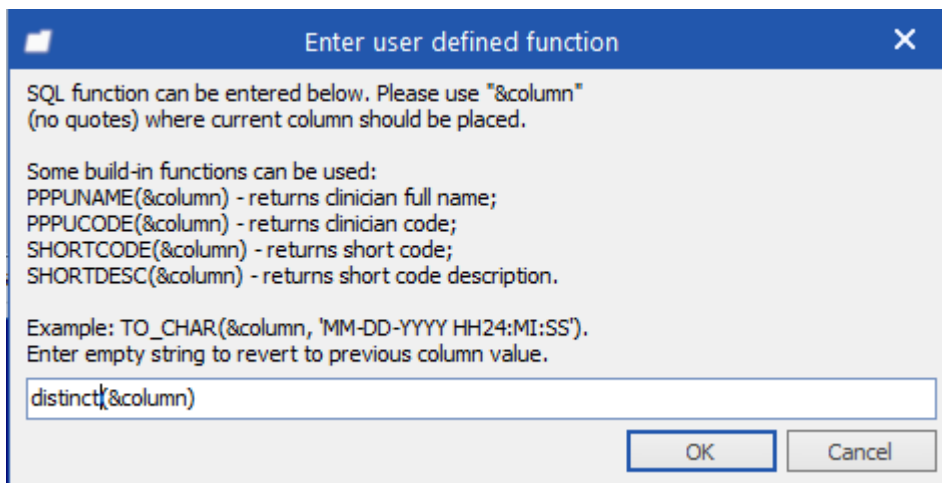 Enter user defined function
SQL function can be entered below. Please use "&column"
(no quotes) where current column should be placed.
Some build-in functions can be used:
PPPUNAME(&column) - returns clinician full name;
PPPUCODE(&column) - returns clinician code;
SHORTCODE(&column) - returns short code;
SHORTDESC(&column) - returns short code description.
Example: TO_CHAR(&column, 'MM-DD-YYYY HH24:MI:SS').
Enter empty string to revert to previous column value.
distinct(&column)
OK Cancel